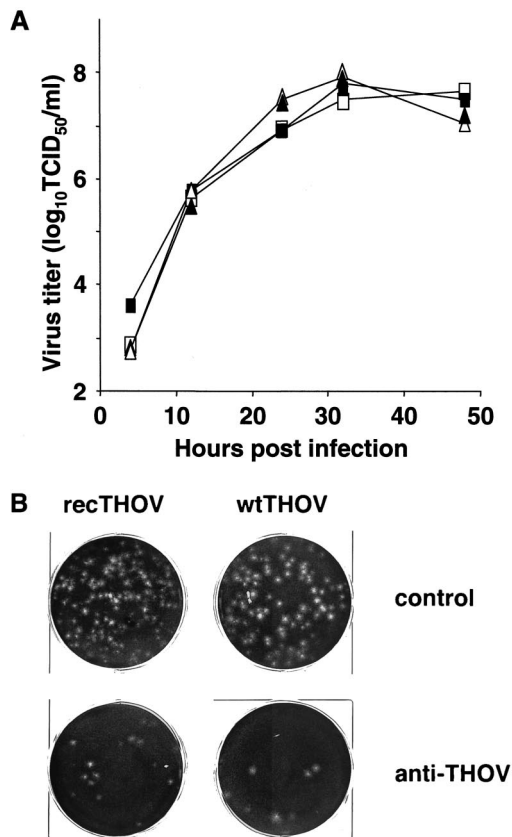 A
Virus titer (log10TCID50/ml)
8
6
4
2
0
10
20
30
40
50
Hours post infection
B
recTHOV
wtTHOV
control
anti-THOV